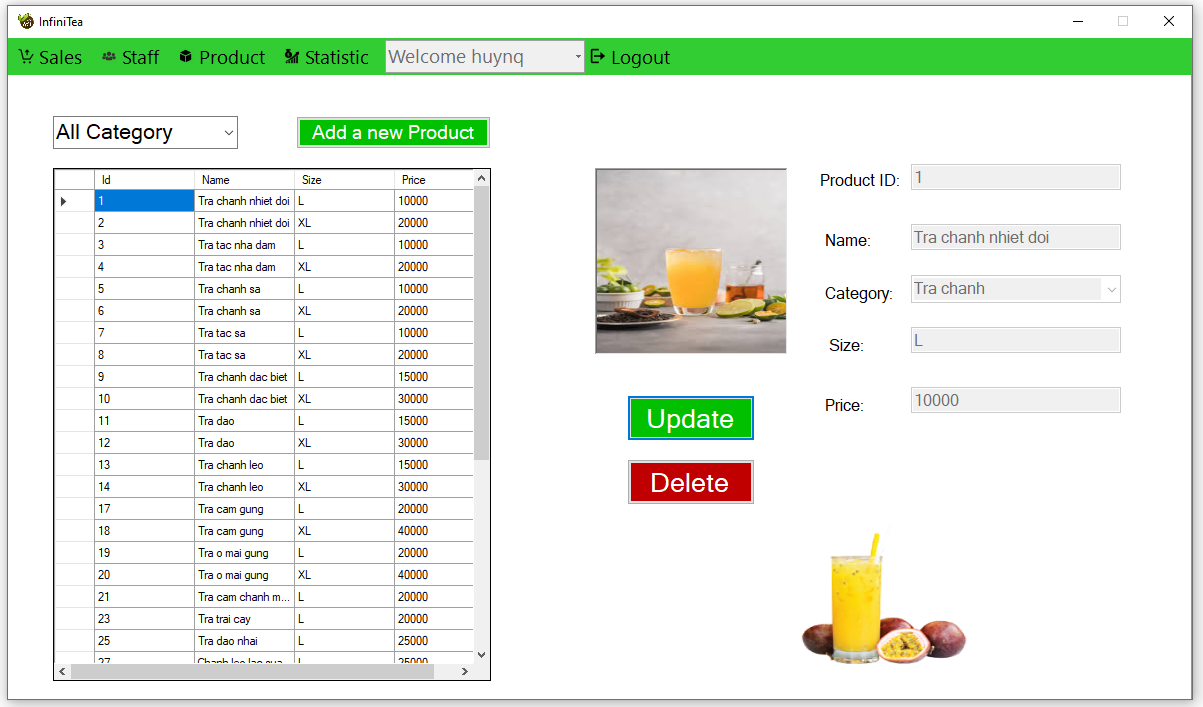 InfiniTea
Sales Staff Product Statistic Welcome huynq Logout
All Category Add a new Product
Id Name Size Price
1 Tra chanh nhiet doi L 10000
2 Tra chanh nhiet doi XL 20000
3 Tra tac nha dam L 10000
4 Tra tac nha dam XL 20000
5 Tra chanh sa L 10000
6 Tra chanh sa XL 20000
7 Tra tac sa L 10000
8 Tra tac sa XL 20000
9 Tra chanh dac biet L 15000
10 Tra chanh dac biet XL 30000
11 Tra dao L 15000
12 Tra dao XL 30000
13 Tra chanh leo L 15000
14 Tra chanh leo XL 30000
17 Tra cam gung L 20000
18 Tra cam gung XL 40000
19 Tra o mai gung L 20000
20 Tra o mai gung XL 40000
21 Tra cam chanh m... L 20000
23 Tra trai cay L 20000
25 Tra dao nhai L 25000
27 Chanh leo lao sua L 25000
Product ID: 1
Name: Tra chanh nhiet doi
Category: Tra chanh
Size: L
Price: 10000
Update
Delete